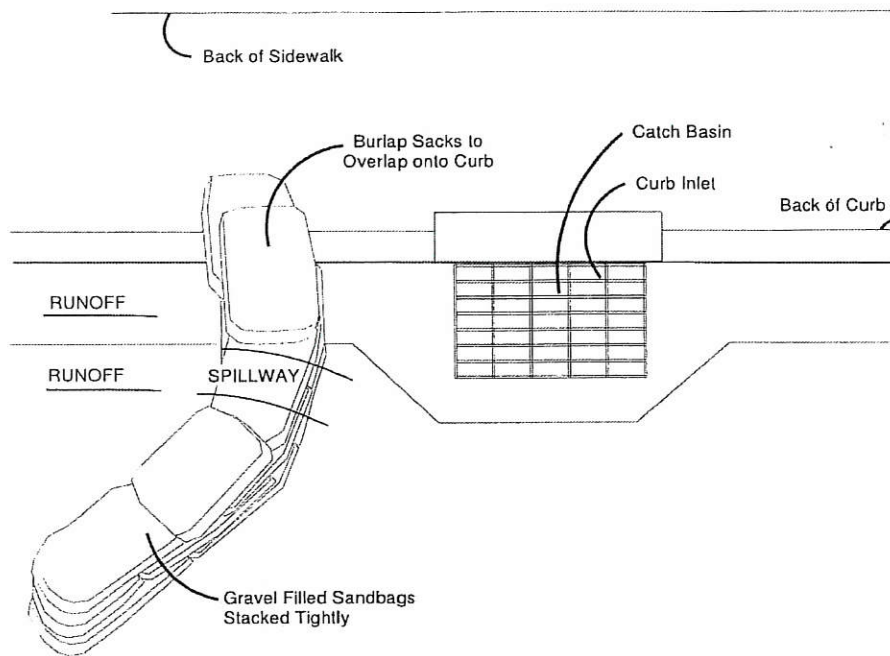 Back of Sidewalk
Burlap Sacks to
Overlap onto Curb
Catch Basin
Curb Inlet
Back of Curb
RUNOFF
RUNOFF
SPILLWAY
Gravel Filled Sandbags
Stacked Tightly